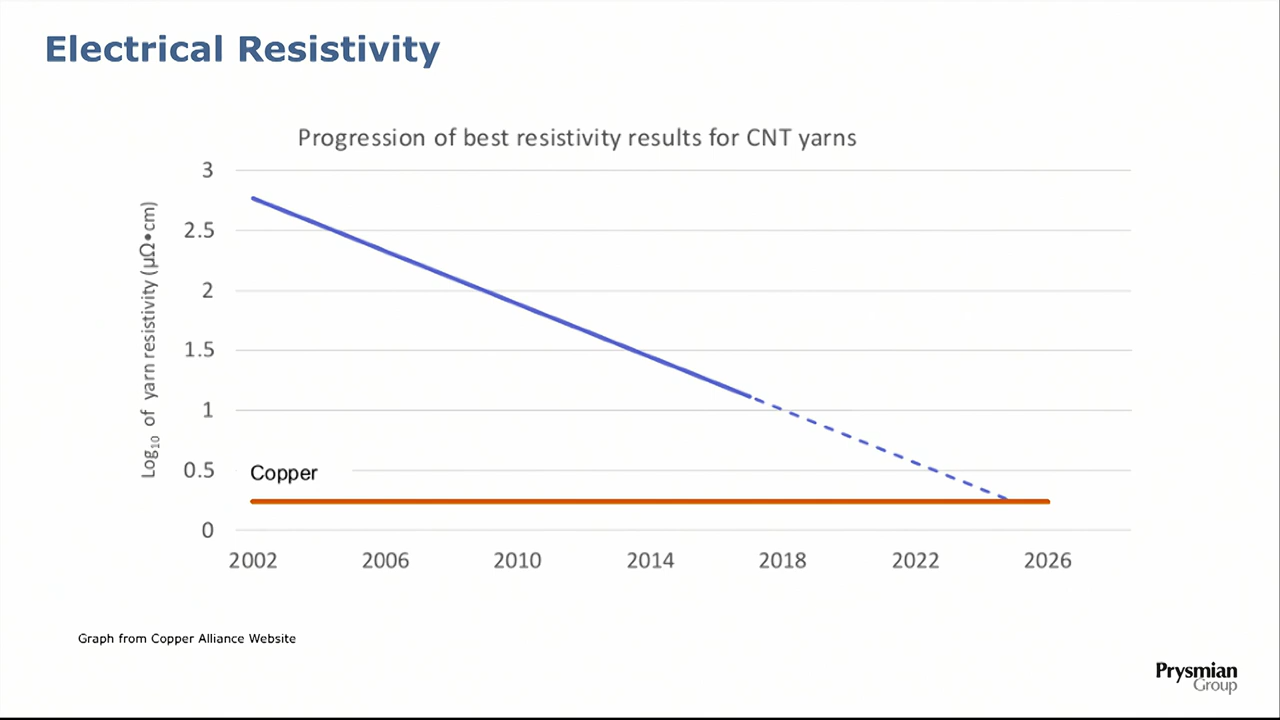 Electrical Resistivity
Progression of best resistivity results for CNT yarns
3
2.5
2
1.5
1
0.5
0
Log10 of yarn resistivity (μΩ•cm)
Copper
2002 2006 2010 2014 2018 2022 2026
Graph from Copper Alliance Website
Prysmian
Group